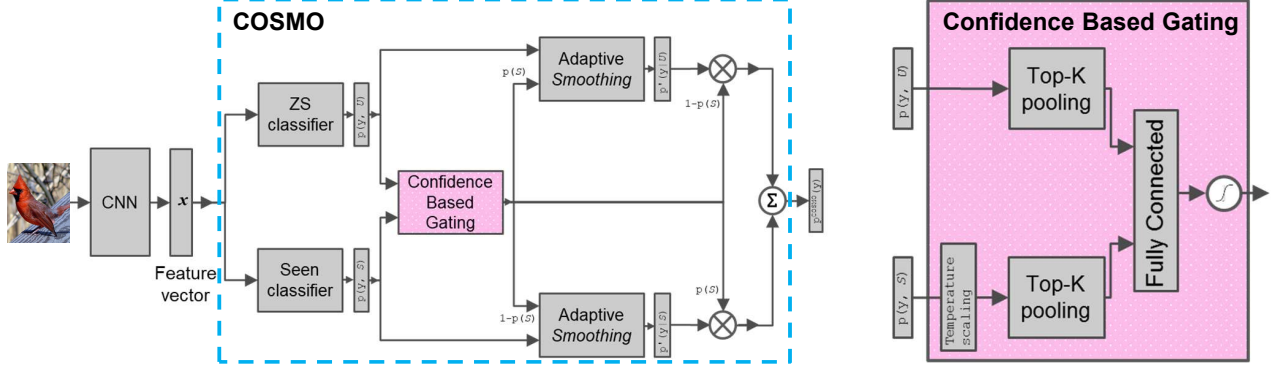 COSMO
Confidence Based Gating
CNN
x
Feature
vector
ZS
classifier
p(y, U)
Seen
classifier
p(y, S)
Confidence
Based
Gating
p(S)
Adaptive
Smoothing
p'(y|U)
1-p(S)
1-p(S)
Adaptive
Smoothing
p'(y|S)
p(S)
Σ
p^cosmo(y)
p(y, U)
Top-K
pooling
p(y, S)
Temperature
scaling
Top-K
pooling
Fully Connected
∫